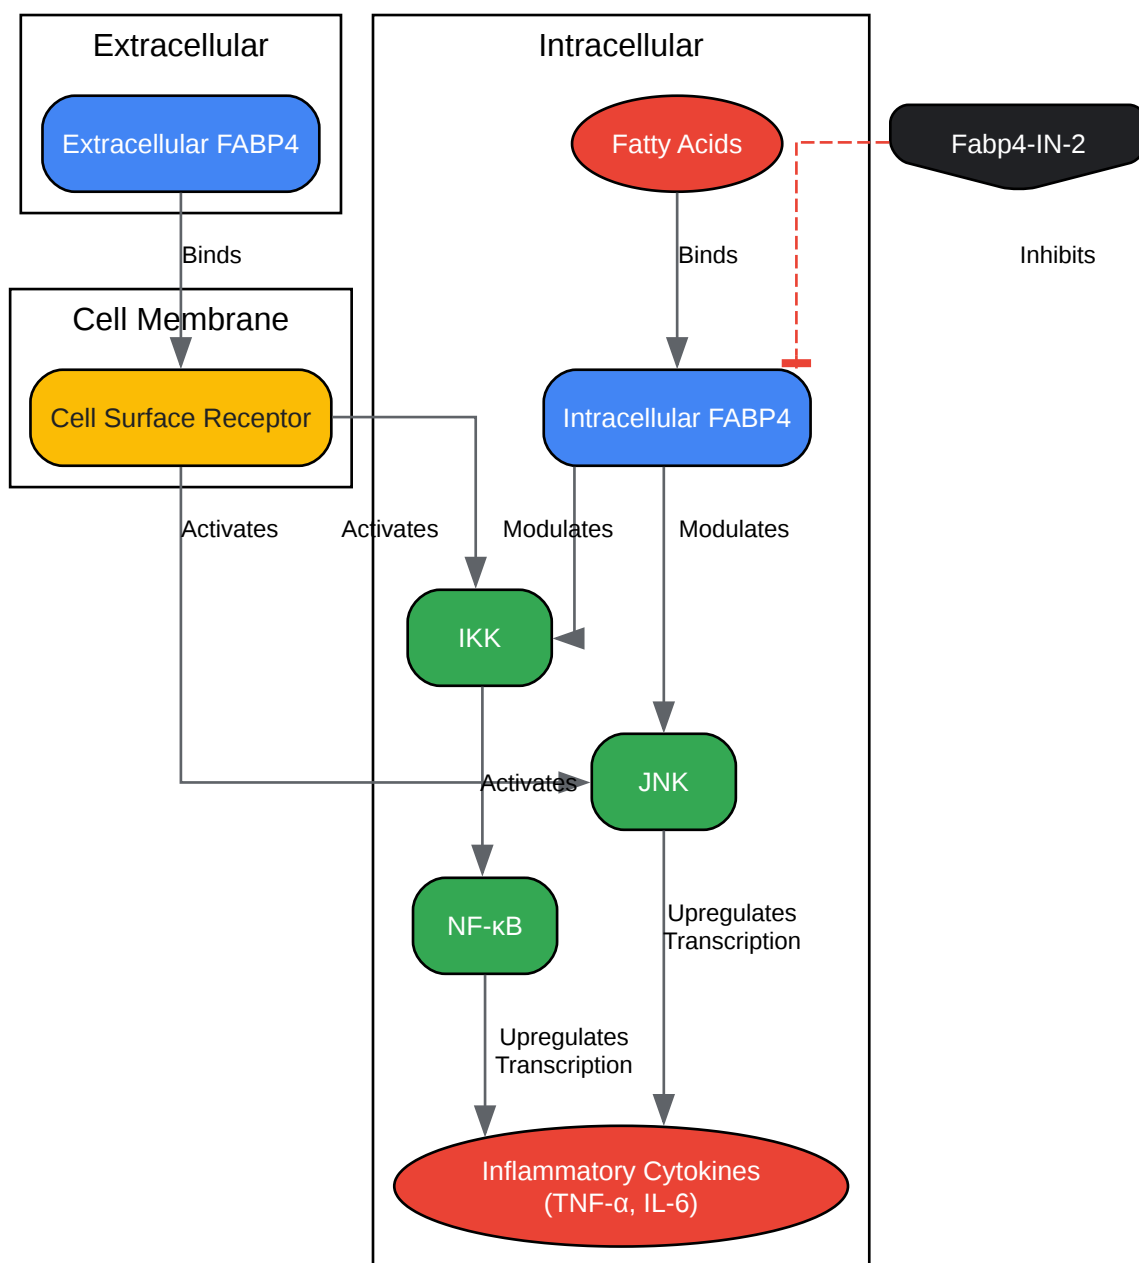 Extracellular
Intracellular
Extracellular FABP4
Fatty Acids
Fabp4-IN-2
Binds
Binds
Inhibits
Cell Membrane
Cell Surface Receptor
Intracellular FABP4
Activates
Activates
Modulates
Modulates
IKK
Activates
JNK
NF-κB
Upregulates
Transcription
Upregulates
Transcription
Inflammatory Cytokines
(TNF-α, IL-6)